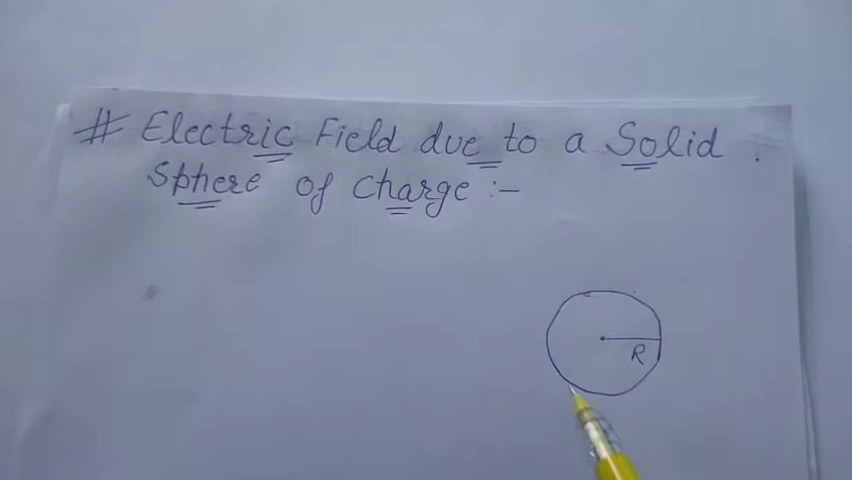 # Electric Field due to a Solid
Sphere of Charge :-
R